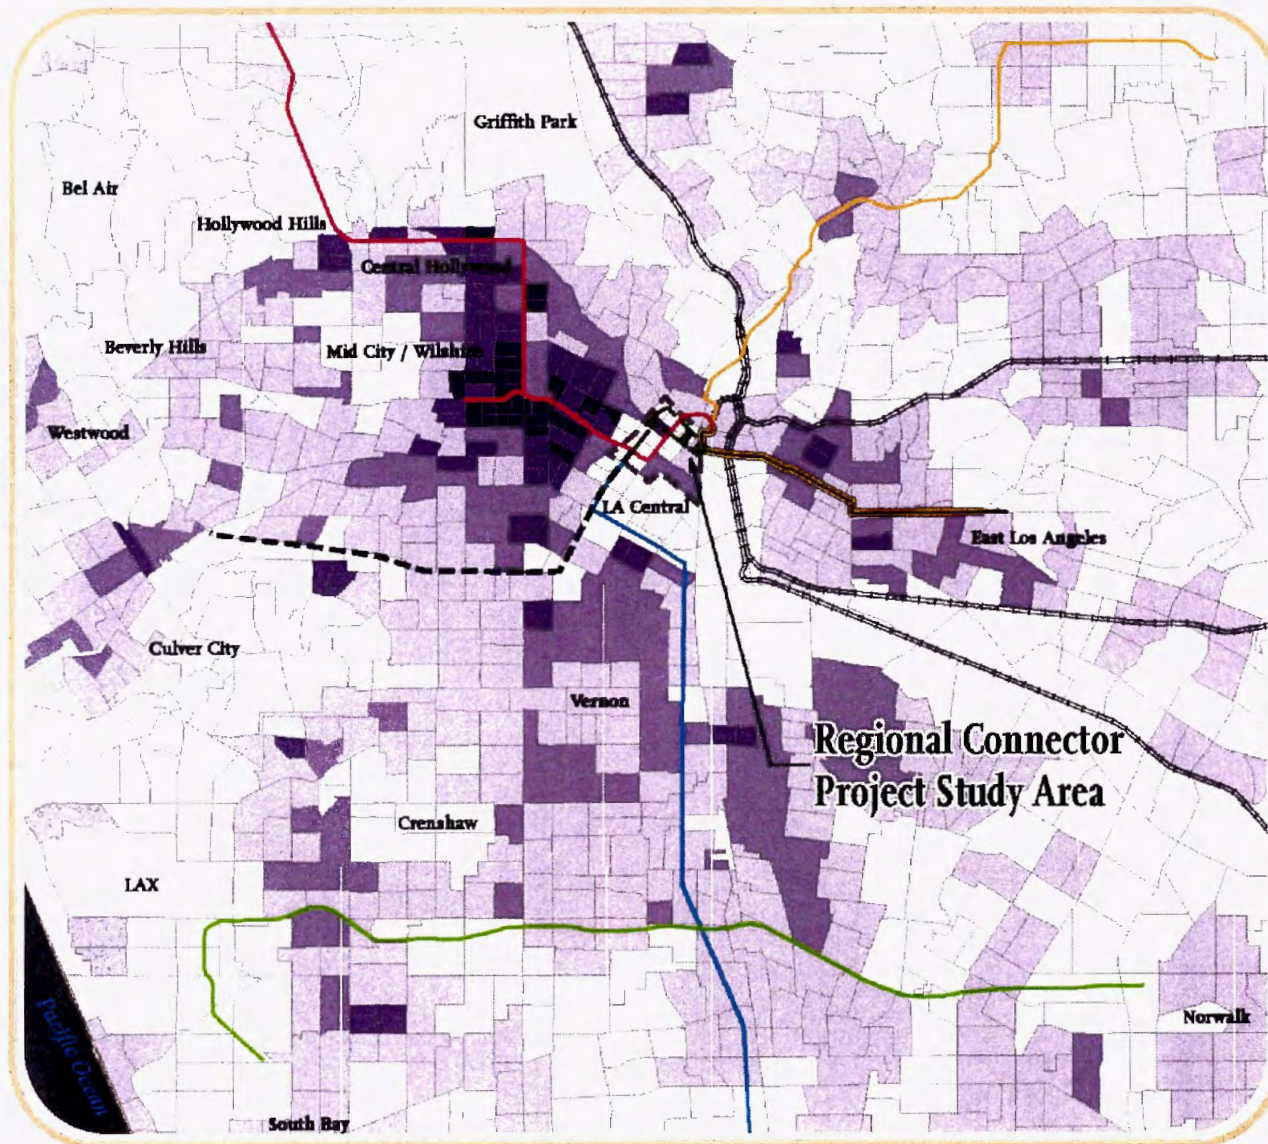 Griffith Park
Bel Air
Hollywood Hills
Central Hollywood
Beverly Hills
Mid City / Wilshire
Westwood
LA Central
East Los Angeles
Culver City
Vernon
Regional Connector
Project Study Area
Crenshaw
LAX
Pacific Ocean
Norwalk
South Bay